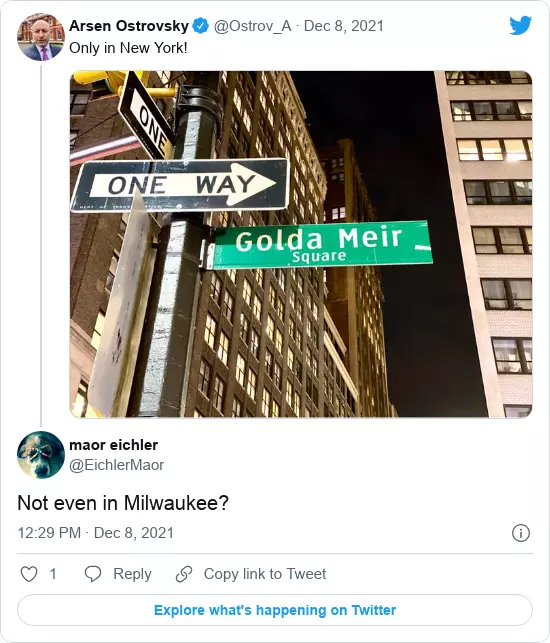 Arsen Ostrovsky @Ostrov_A · Dec 8, 2021
Only in New York!
ONE
ONE WAY
Golda Meir
Square
maor eichler
@EichlerMaor
Not even in Milwaukee?
12:29 PM · Dec 8, 2021
1 Reply Copy link to Tweet
Explore what's happening on Twitter